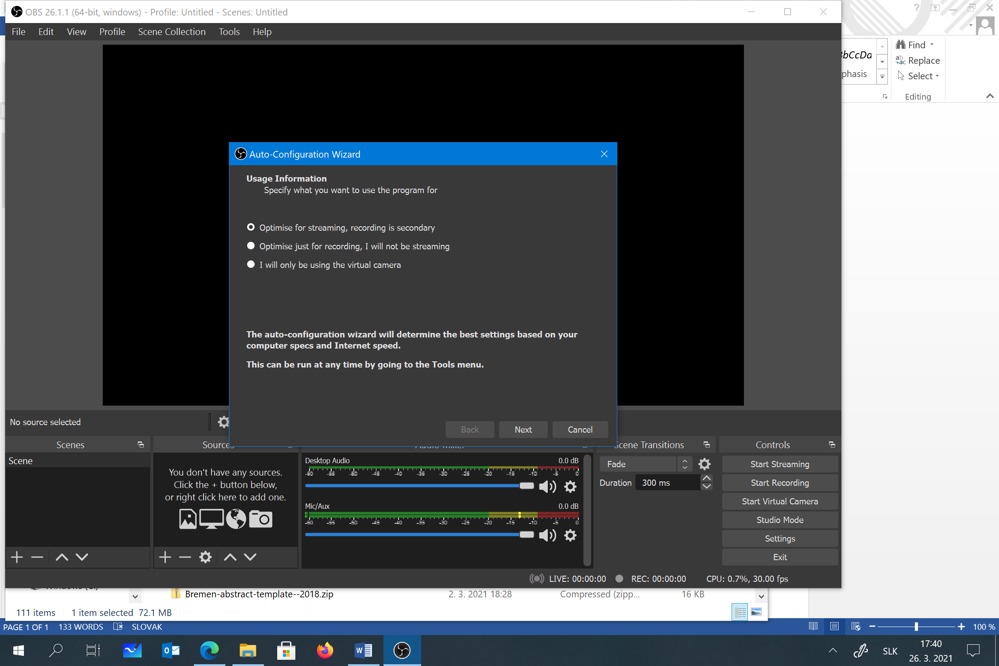 OBS 26.1.1 (64-bit, windows) - Profile: Untitled - Scenes: Untitled
File Edit View Profile Scene Collection Tools Help
Find
Replace
Select
Editing
Auto-Configuration Wizard
Usage Information
Specify what you want to use the program for
Optimise for streaming, recording is secondary
Optimise just for recording, I will not be streaming
I will only be using the virtual camera
The auto-configuration wizard will determine the best settings based on your
computer specs and Internet speed.
This can be run at any time by going to the Tools menu.
Back Next Cancel
No source selected
Scenes
Scene
Sources
You don't have any sources.
Click the + button below,
or right click here to add one.
Audio Mixer
Desktop Audio 0.0 dB
-60 -55 -50 -45 -40 -35 -30 -25 -20 -15 -10 -5 0
Mic/Aux 0.0 dB
-60 -55 -50 -45 -40 -35 -30 -25 -20 -15 -10 -5 0
Scene Transitions
Fade
Duration 300 ms
Controls
Start Streaming
Start Recording
Start Virtual Camera
Studio Mode
Settings
Exit
LIVE: 00:00:00 REC: 00:00:00 CPU: 0.7%, 30.00 fps
Bremen-abstract-template--2018.zip 2. 3. 2021 18:28 Compressed (zipp... 16 KB
111 items 1 item selected 72.1 MB
PAGE 1 OF 1 133 WORDS SLOVAK 100 %
SLK
17:40
26. 3. 2021